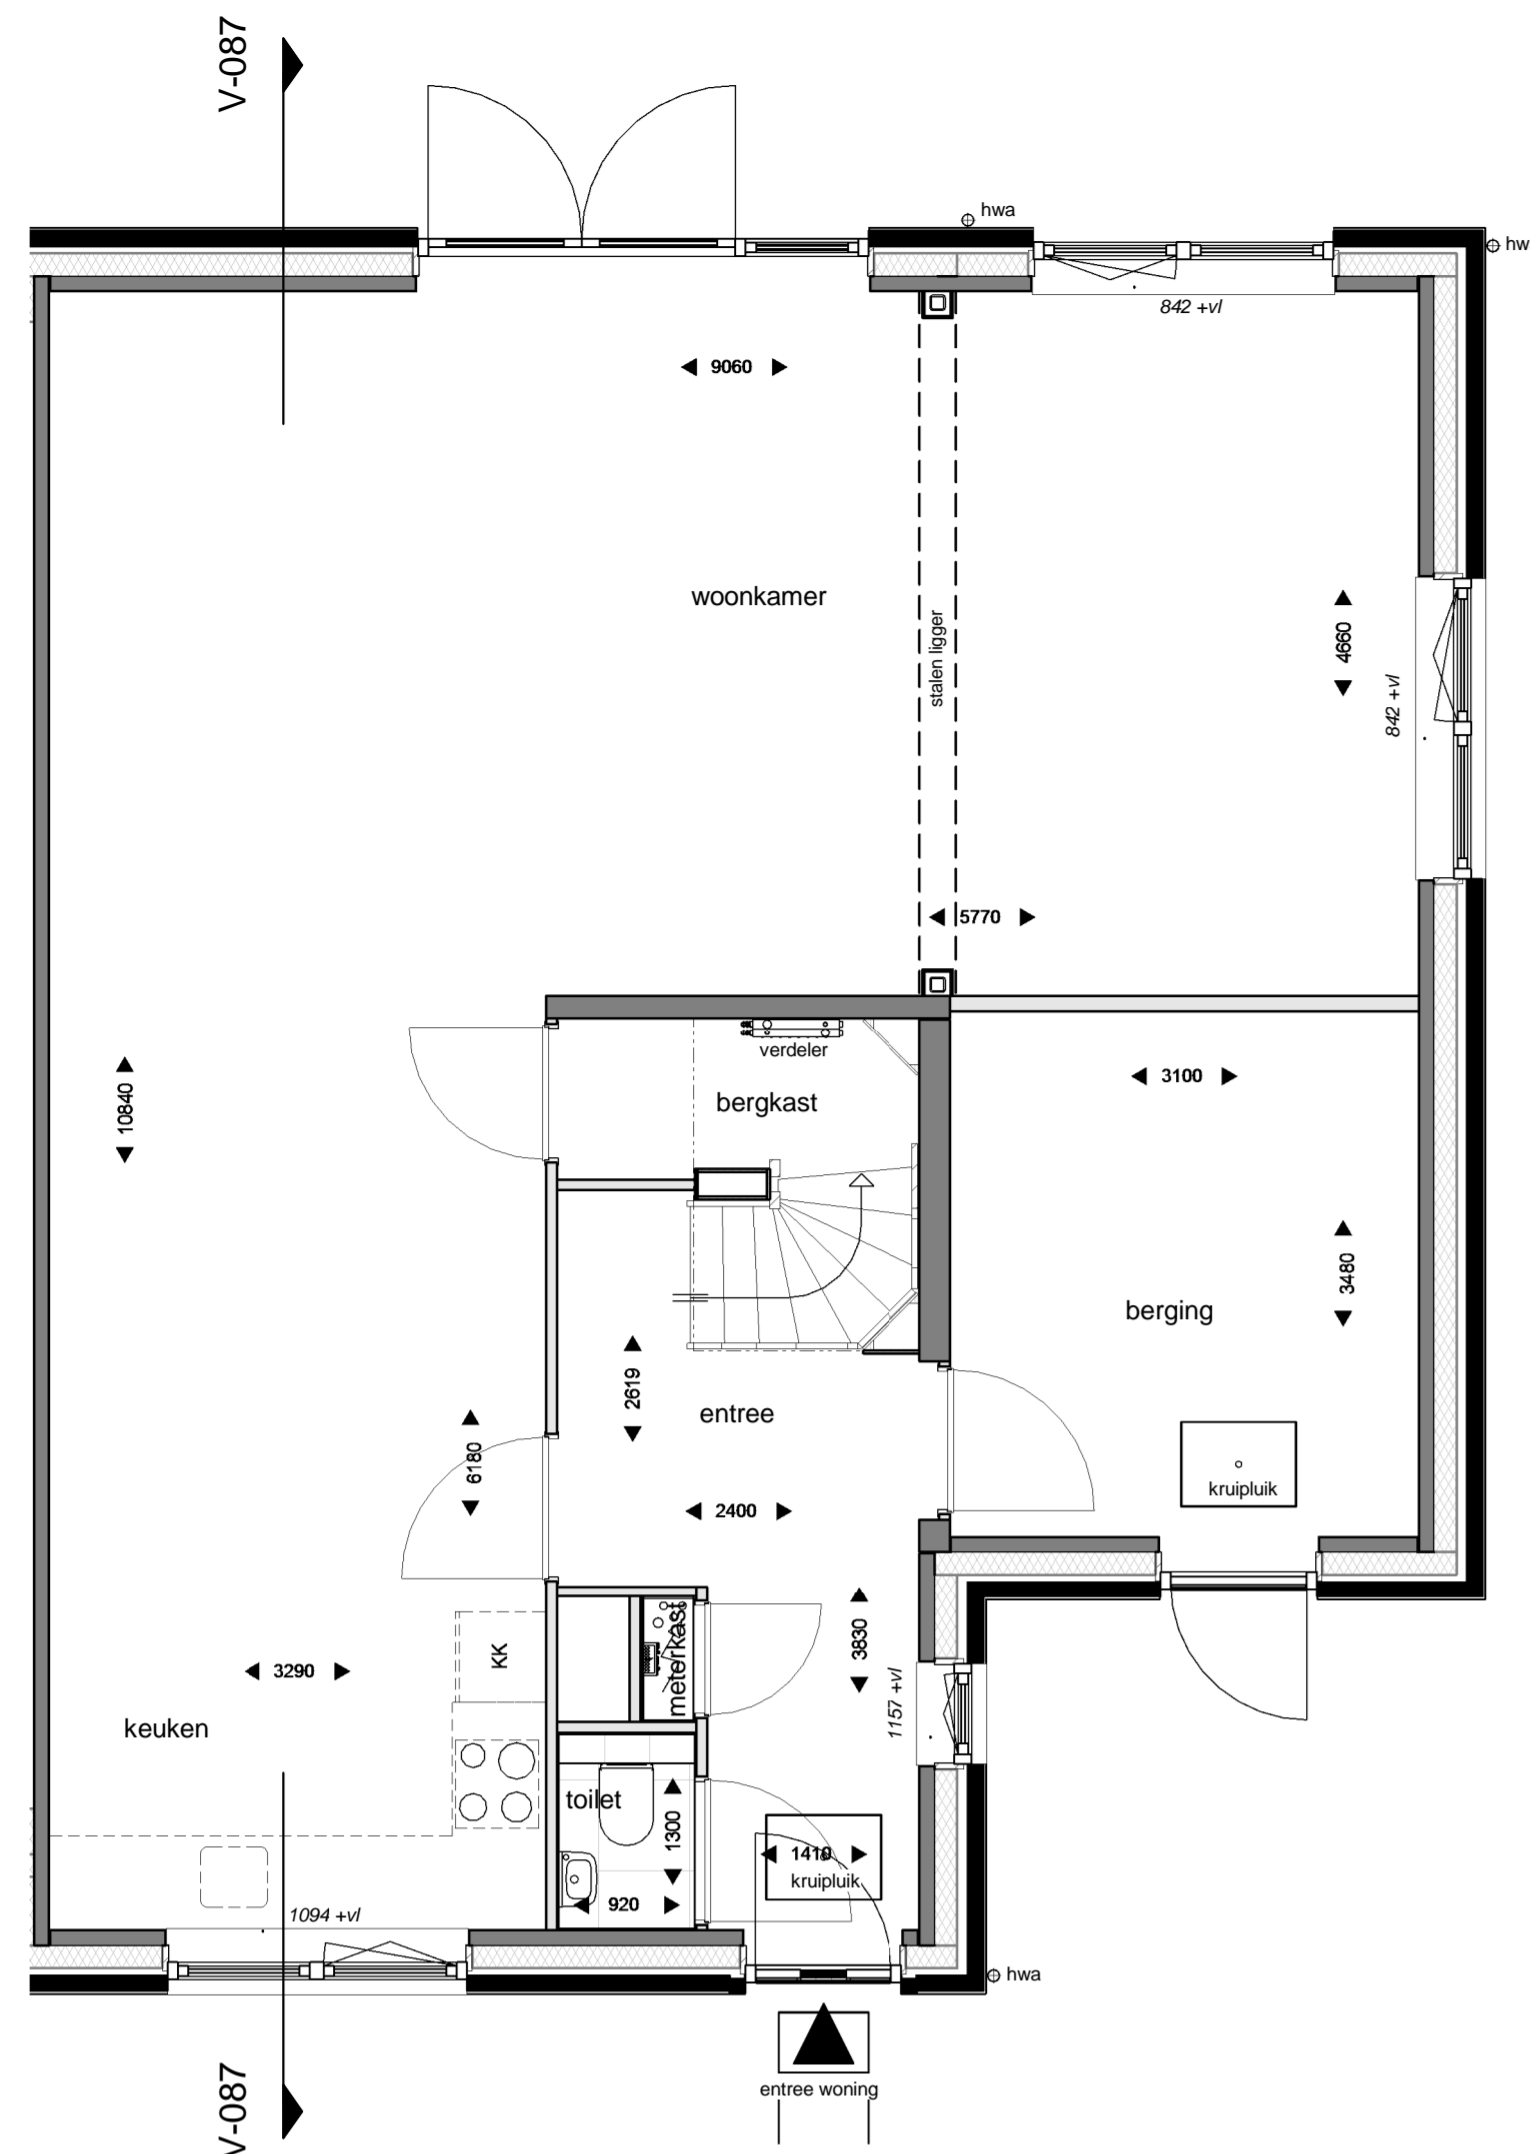 V-087
hwa
hw
842 +vl
9060
woonkamer
stalen ligger
4660
842 +vl
5770
verdeler
bergkast
3100
10840
3480
berging
2619
entree
6180
kruipluik
2400
meterkast
3830
KK
3290
1157 +vl
keuken
toilet
1300
1410
kruipluik
920
1094 +vl
hwa
entree woning
V-087